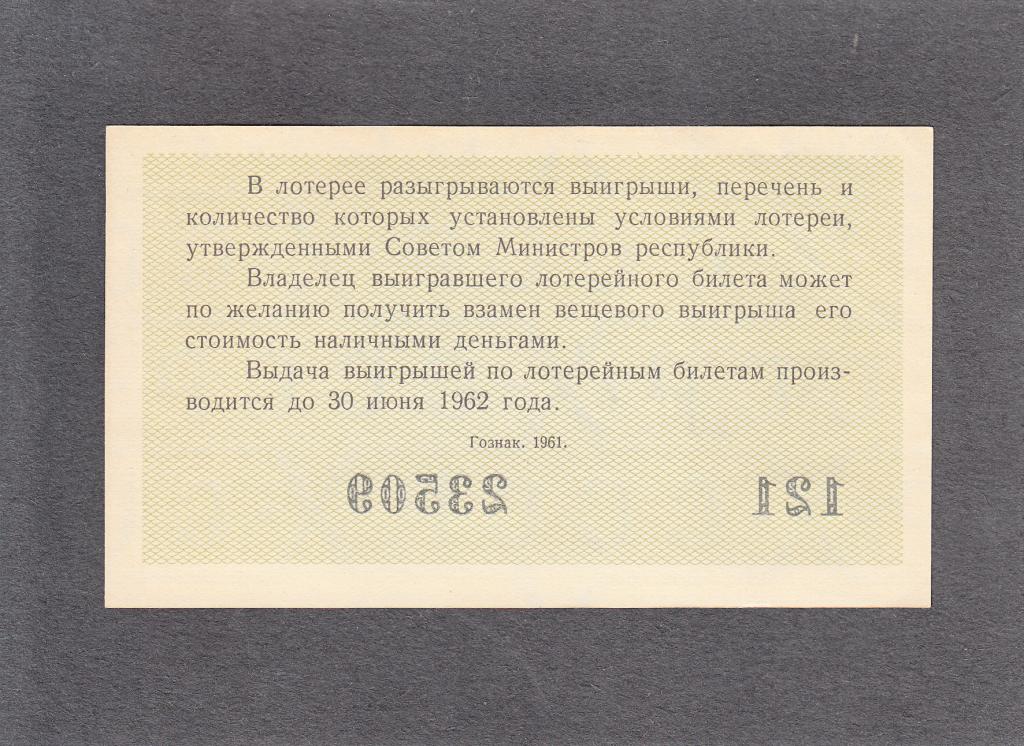 В лотерее разыгрываются выигрыши, перечень и
количество которых установлены условиями лотереи,
утвержденными Советом Министров республики.
Владелец выигравшего лотерейного билета может
по желанию получить взамен вещевого выигрыша его
стоимость наличными деньгами.
Выдача выигрышей по лотерейным билетам произ-
водится до 30 июня 1962 года.
Гознак. 1961.
23509 121